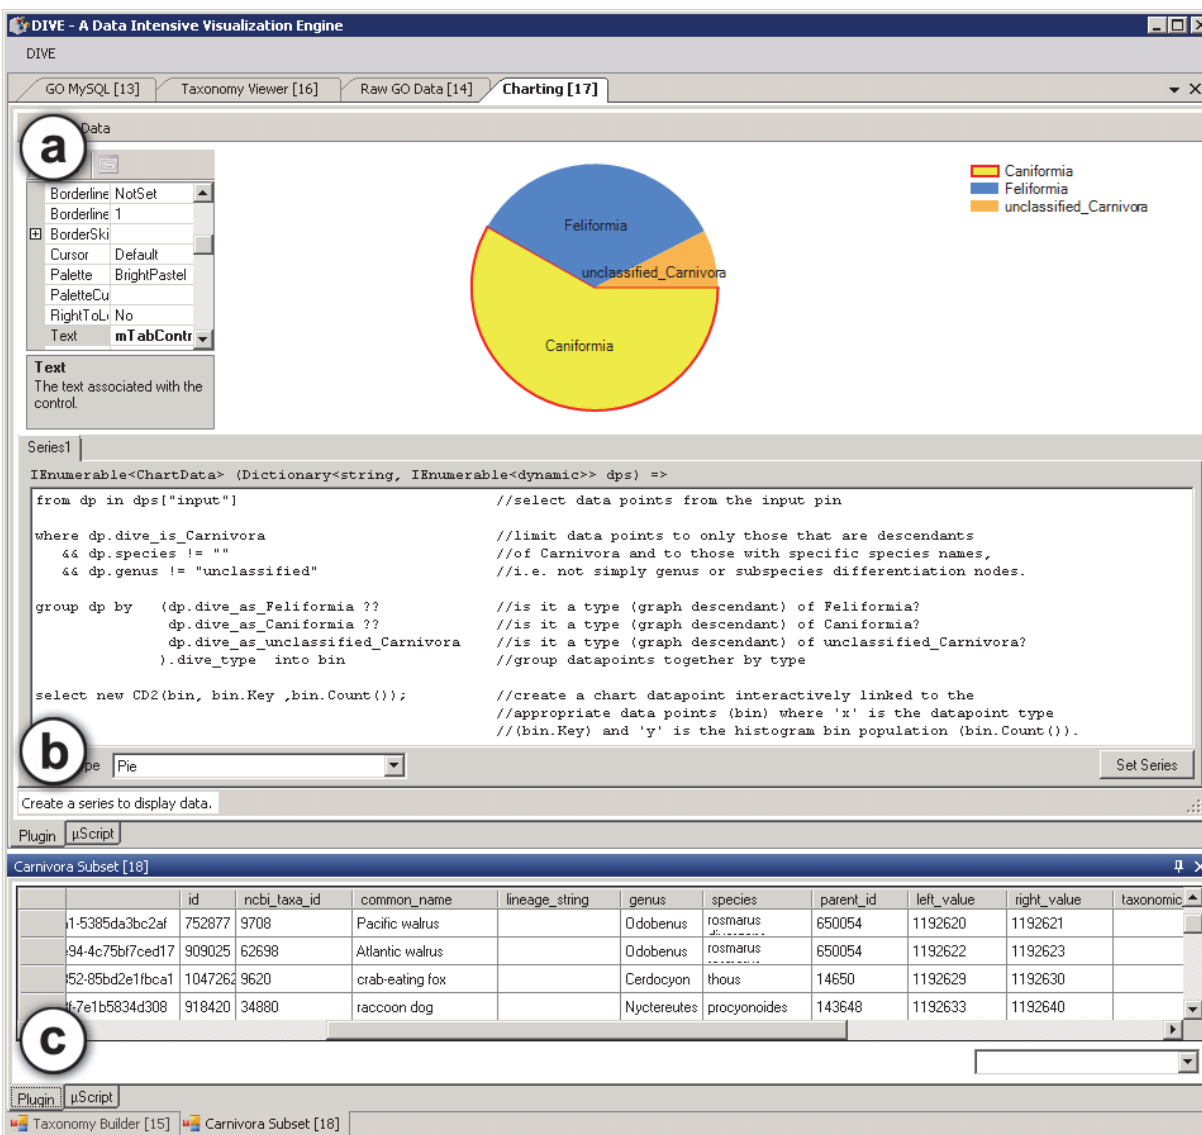 DIVE - A Data Intensive Visualization Engine
DIVE
GO MySQL [13] Taxonomy Viewer [16] Raw GO Data [14] Charting [17]
Data
a
Borderline NotSet
Borderline 1
BorderSki
Cursor Default
Palette BrightPastel
PaletteCu
RightToL No
Text mTabContr
Text
The text associated with the
control.
Feliformia
unclassified_Carnivora
Caniformia
Caniformia
Feliformia
unclassified_Carnivora
Series1
IEnumerable<ChartData> (Dictionary<string, IEnumerable<dynamic>> dps) =>
from dp in dps["input"] //select data points from the input pin
where dp.dive_is_Carnivora //limit data points to only those that are descendants
&& dp.species != "" //of Carnivora and to those with specific species names,
&& dp.genus != "unclassified" //i.e. not simply genus or subspecies differentiation nodes.
group dp by (dp.dive_as_Feliformia ?? //is it a type (graph descendant) of Feliformia?
dp.dive_as_Caniformia ?? //is it a type (graph descendant) of Caniformia?
dp.dive_as_unclassified_Carnivora //is it a type (graph descendant) of unclassified_Carnivora?
).dive_type into bin //group datapoints together by type
select new CD2(bin, bin.Key ,bin.Count()); //create a chart datapoint interactively linked to the
//appropriate data points (bin) where 'x' is the datapoint type
//(bin.Key) and 'y' is the histogram bin population (bin.Count()).
b
pe Pie Set Series
Create a series to display data.
Plugin µScript
Carnivora Subset [18]
id ncbi_taxa_id common_name lineage_string genus species parent_id left_value right_value taxonomic
1-5385da3bc2af 752877 9708 Pacific walrus Odobenus rosmarus 650054 1192620 1192621
94-4c75bf7ced17 909025 62698 Atlantic walrus Odobenus rosmarus 650054 1192622 1192623
352-85bd2e1fbca1 1047262 9620 crab-eating fox Cerdocyon thous 14650 1192629 1192630
f-7e1b5834d308 918420 34880 raccoon dog Nyctereutes procyonoides 143648 1192633 1192640
c
Plugin µScript
Taxonomy Builder [15] Carnivora Subset [18]